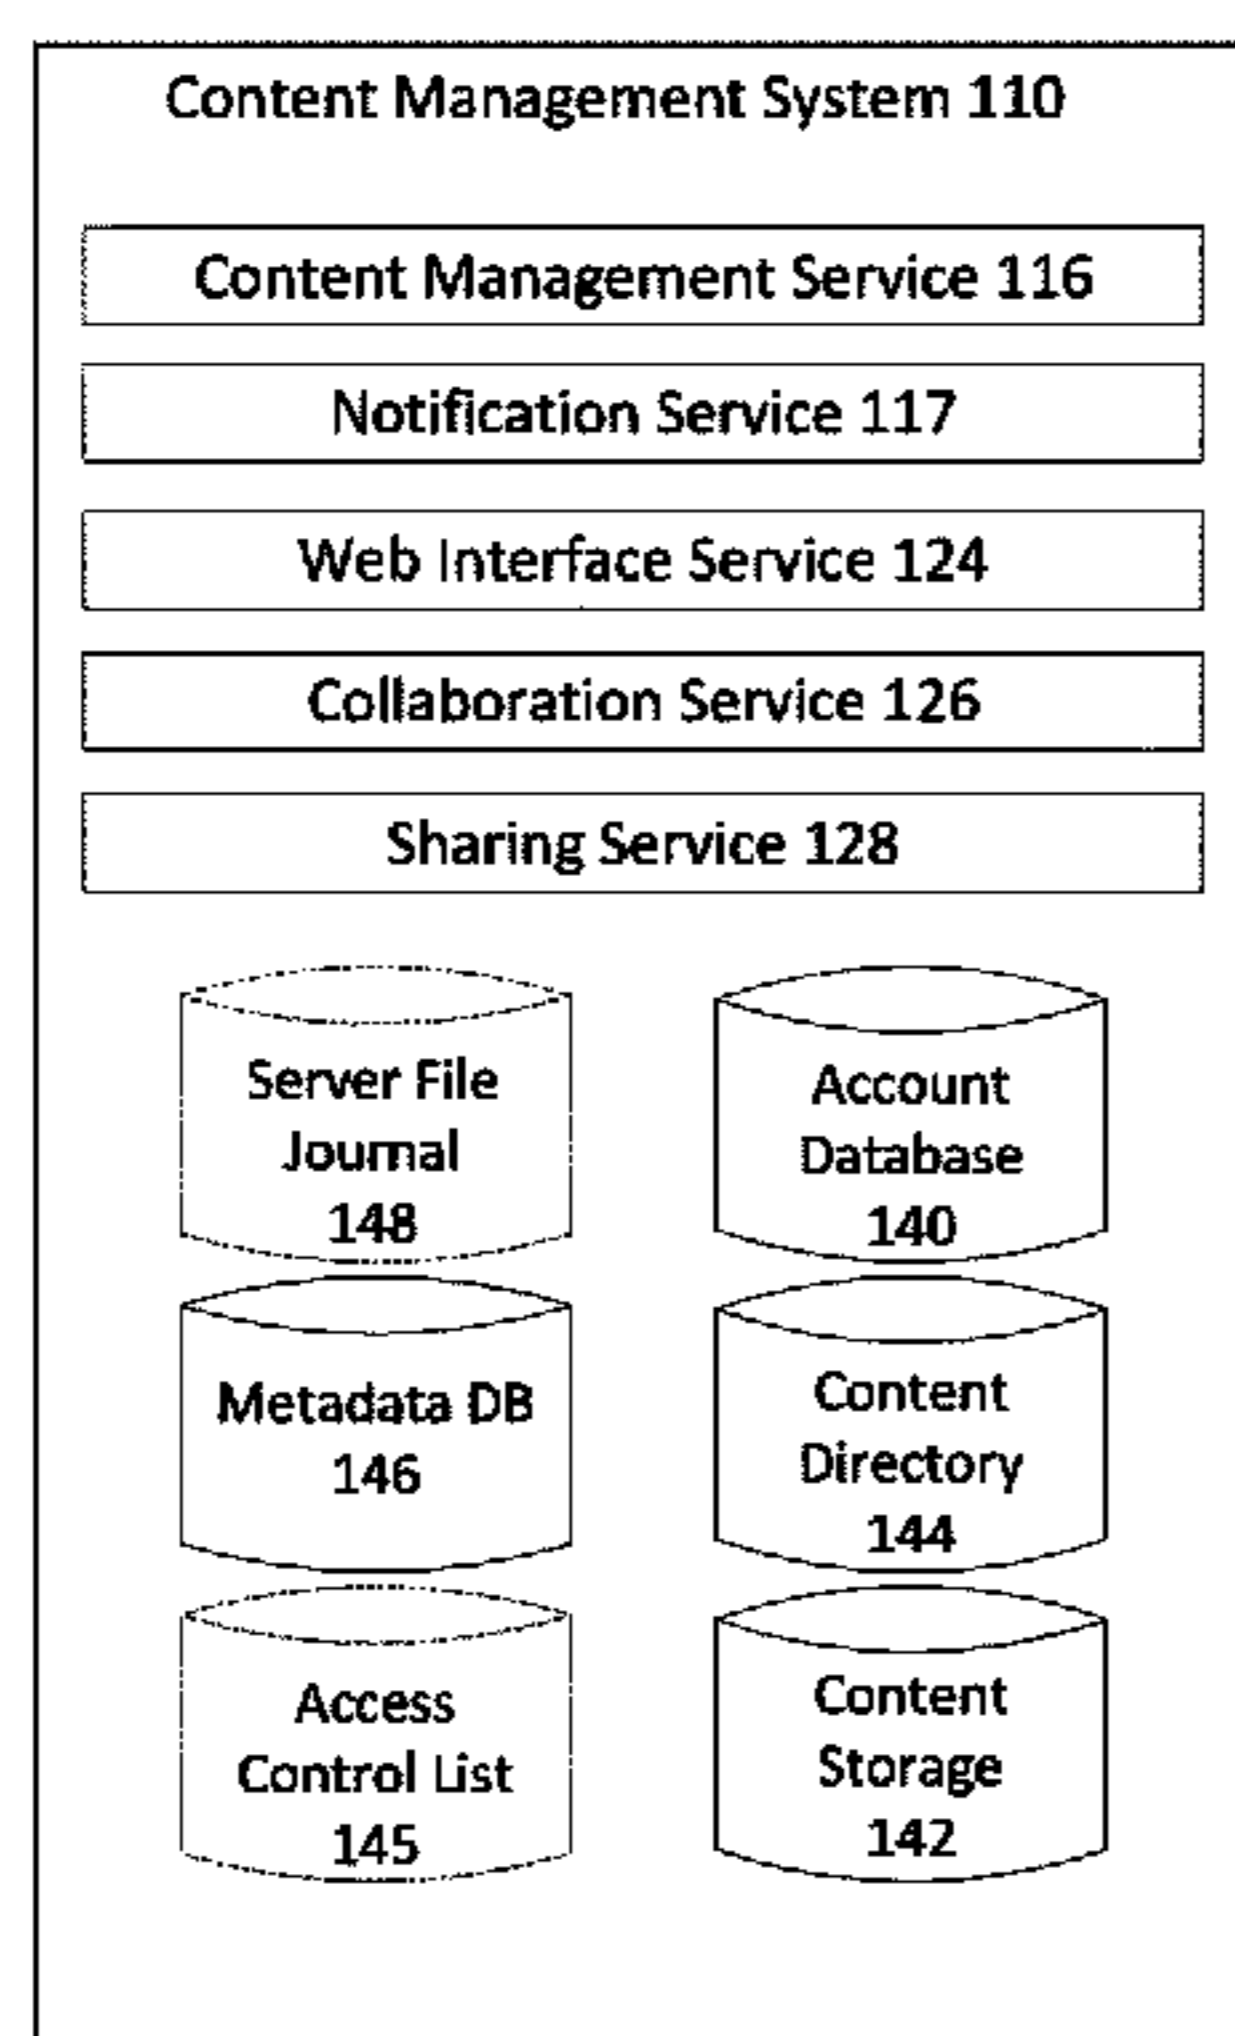 Content Management System 110
Content Management Service 116
Notification Service 117
Web Interface Service 124
Collaboration Service 126
Sharing Service 128
Server File
Journal
148
Account
Database
140
Metadata DB
146
Content
Directory
144
Access
Control List
145
Content
Storage
142